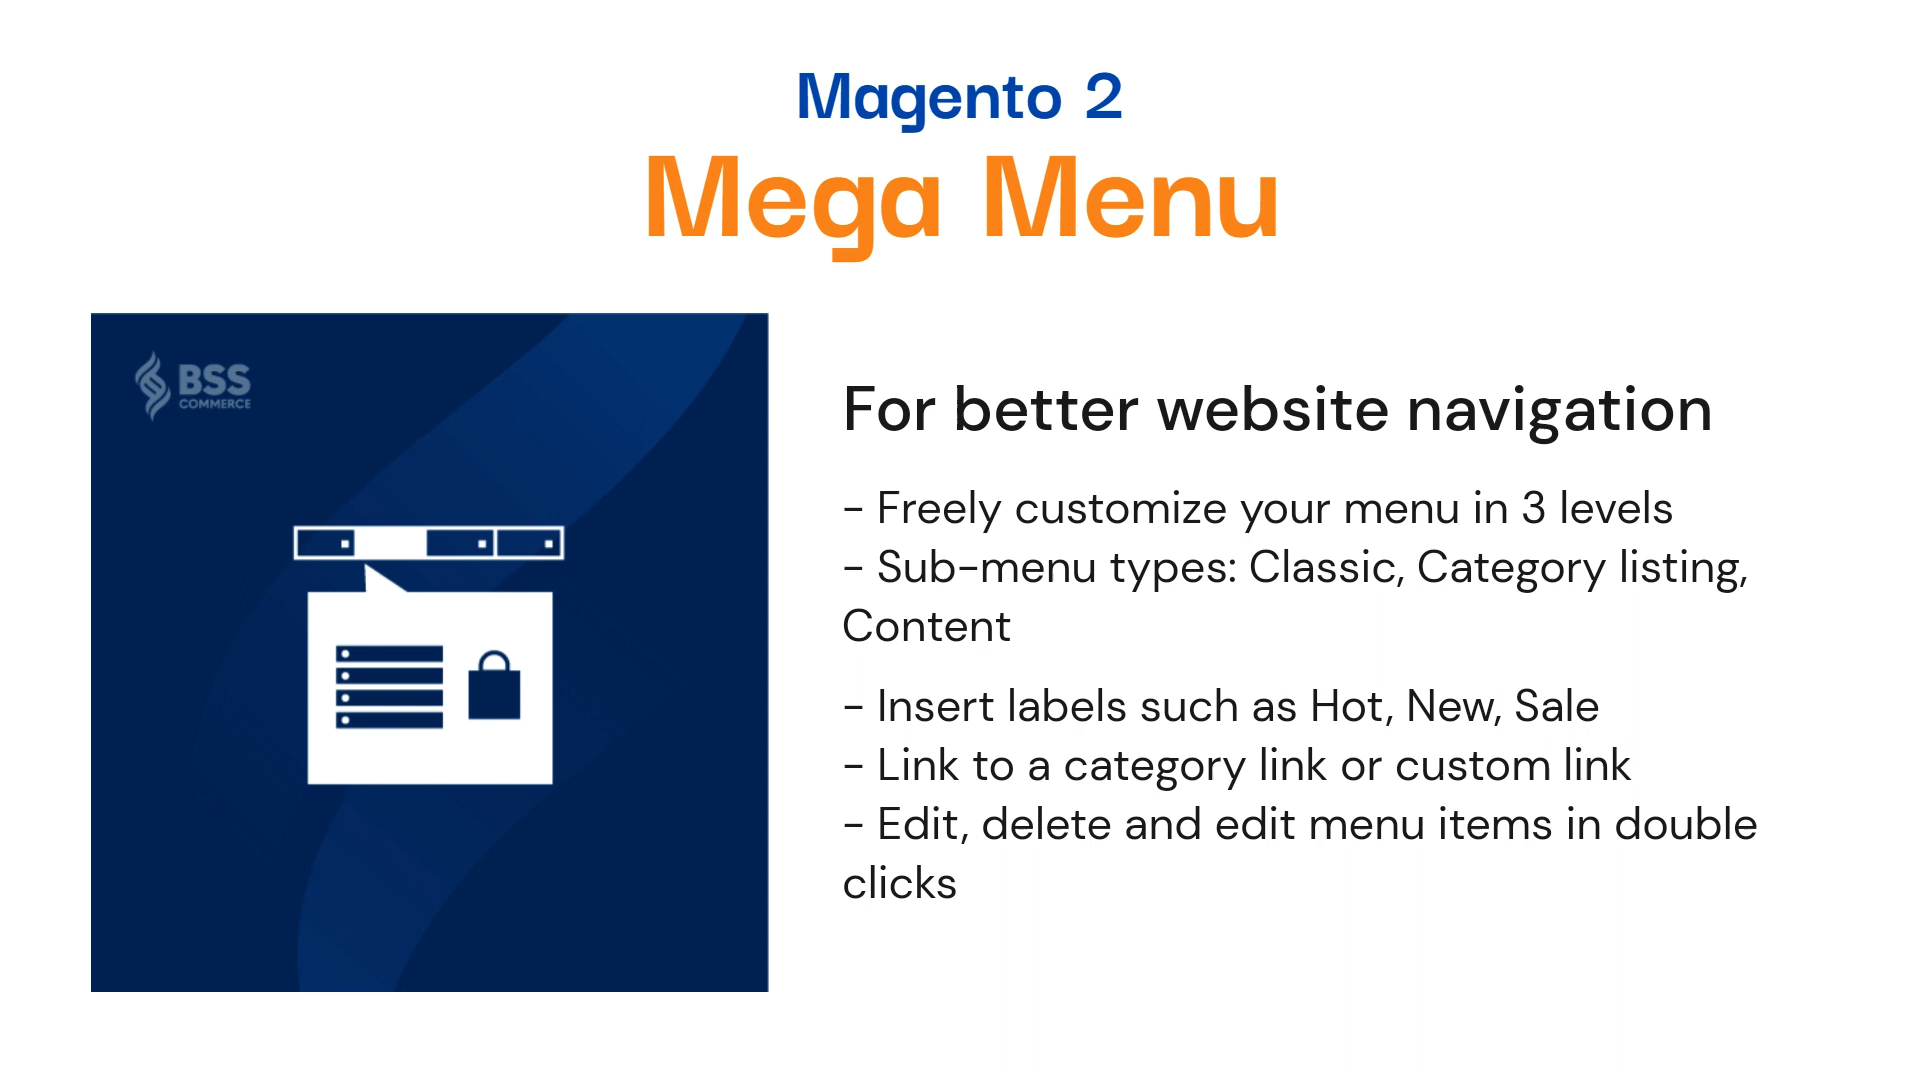 Magento 2
Mega Menu
BSS
COMMERCE
For better website navigation
- Freely customize your menu in 3 levels
- Sub-menu types: Classic, Category listing,
Content
- Insert labels such as Hot, New, Sale
- Link to a category link or custom link
- Edit, delete and edit menu items in double
clicks